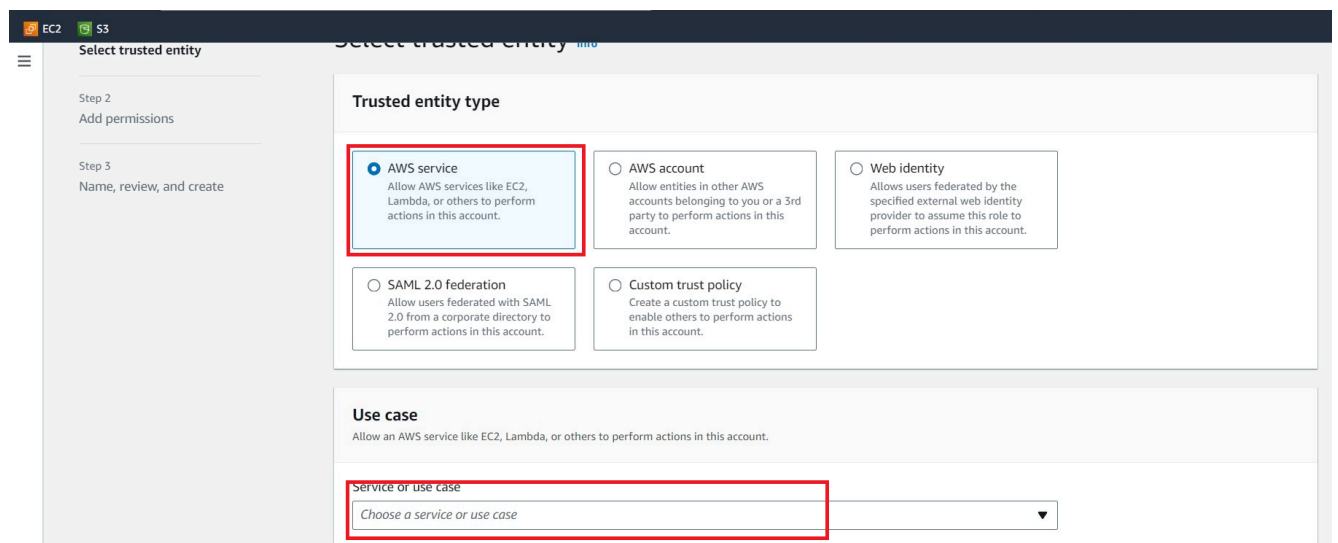 EC2 S3
Select trusted entity
Step 2
Add permissions
Step 3
Name, review, and create
Select trusted entity Info
Trusted entity type
AWS service
Allow AWS services like EC2,
Lambda, or others to perform
actions in this account.
AWS account
Allow entities in other AWS
accounts belonging to you or a 3rd
party to perform actions in this
account.
Web identity
Allows users federated by the
specified external web identity
provider to assume this role to
perform actions in this account.
SAML 2.0 federation
Allow users federated with SAML
2.0 from a corporate directory to
perform actions in this account.
Custom trust policy
Create a custom trust policy to
enable others to perform actions
in this account.
Use case
Allow an AWS service like EC2, Lambda, or others to perform actions in this account.
Service or use case
Choose a service or use case